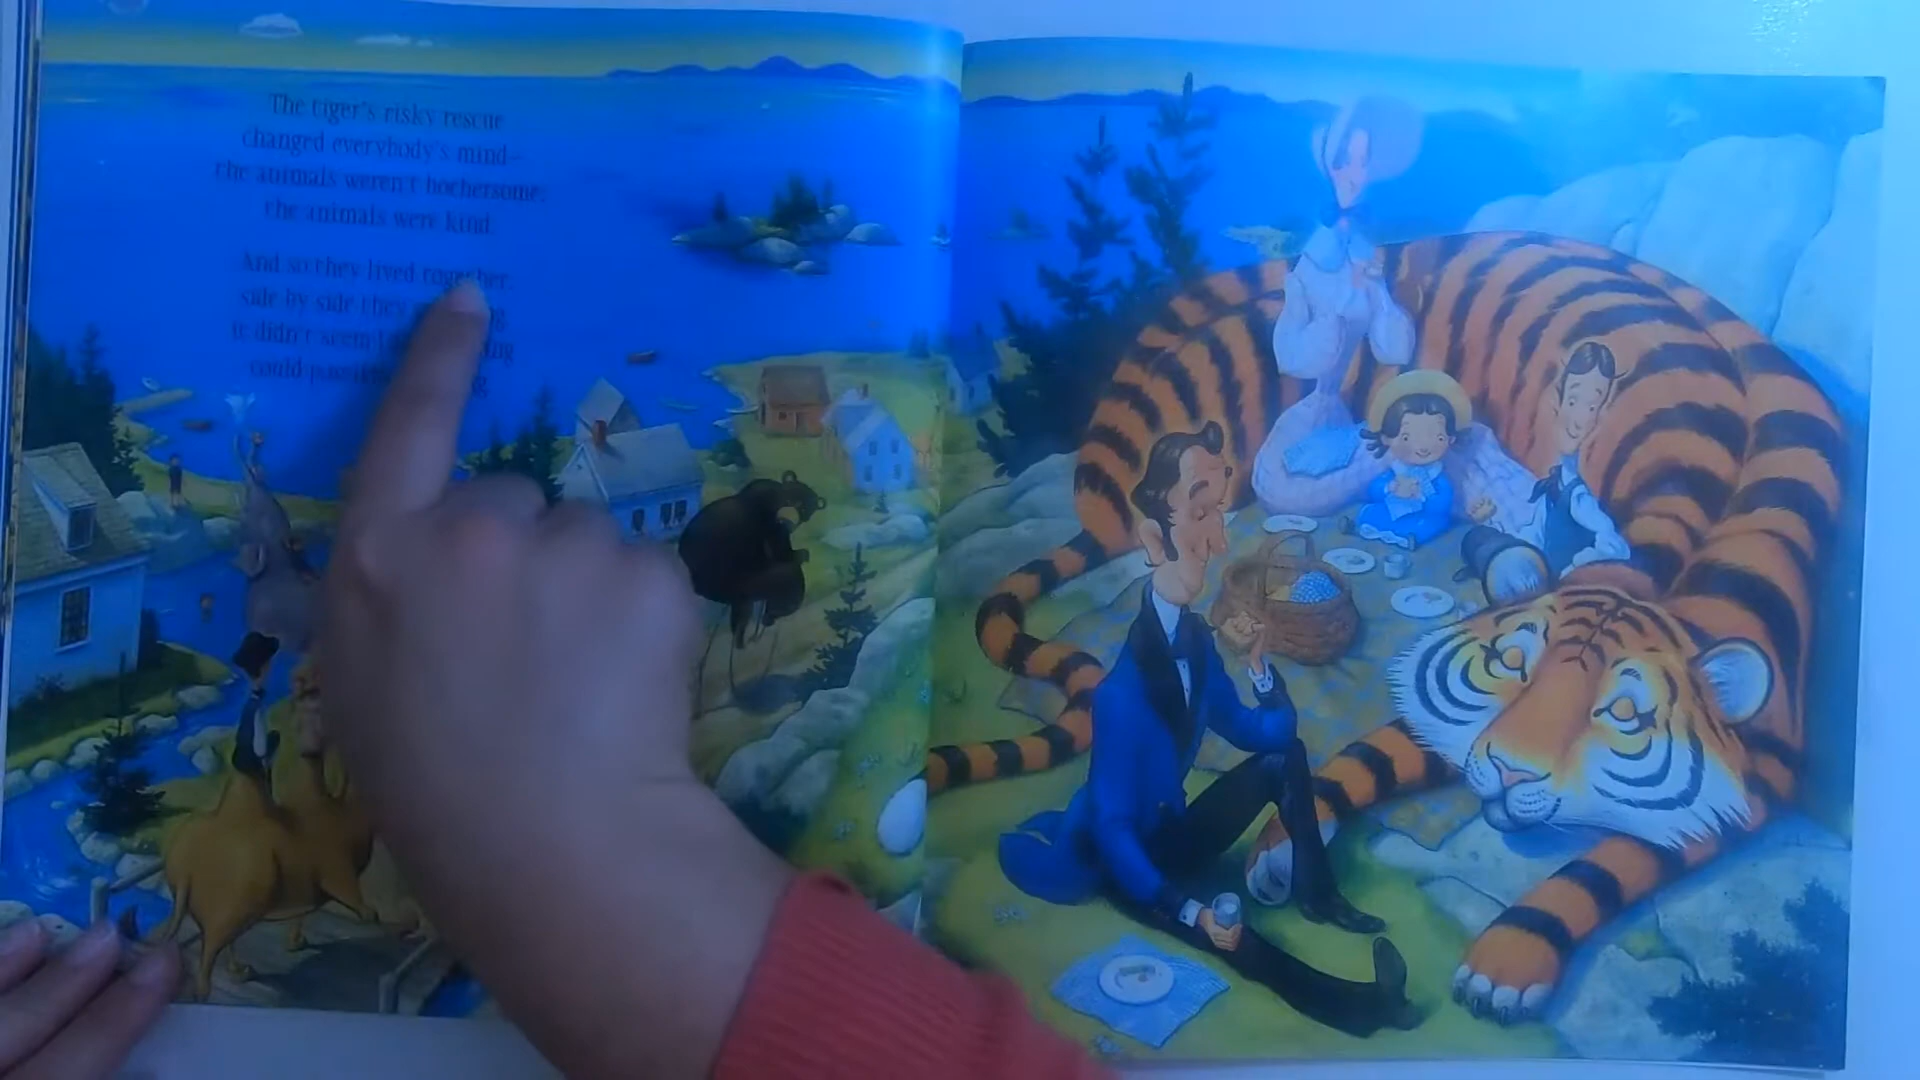 The tiger's risky rescue
changed everybody's mind—
the animals weren't bothersome;
the animals were kind.
And so they lived together,
side by side they
It didn't seem
could